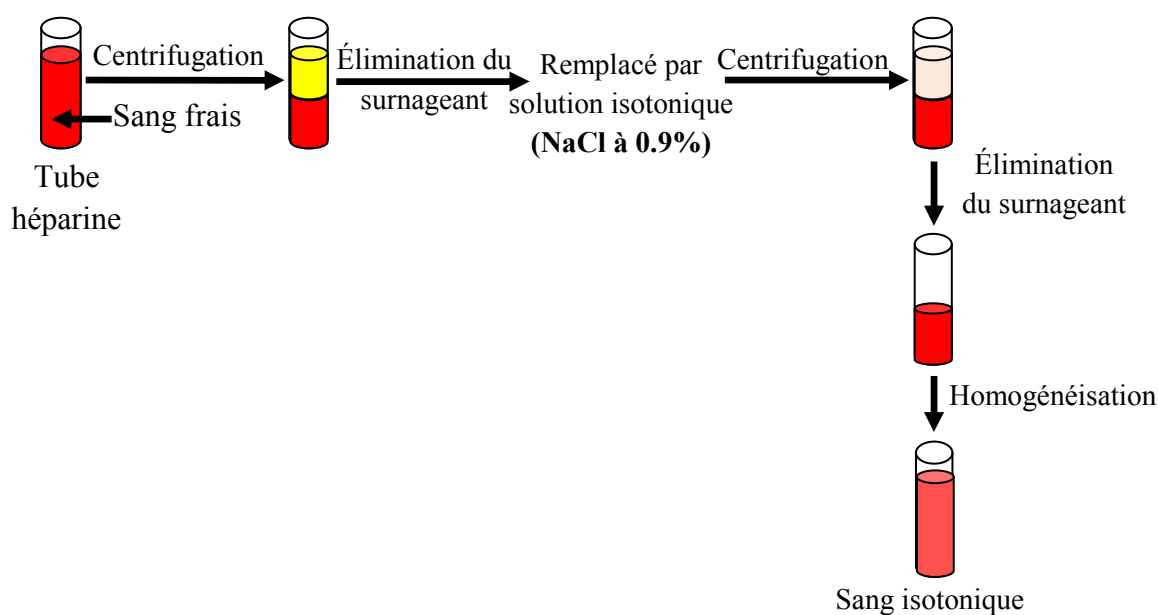 Centrifugation
Sang frais
Tube
héparine
Élimination du
surnageant
Remplacé par
solution isotonique
(NaCl à 0.9%)
Centrifugation
Élimination
du surnageant
Homogénéisation
Sang isotonique